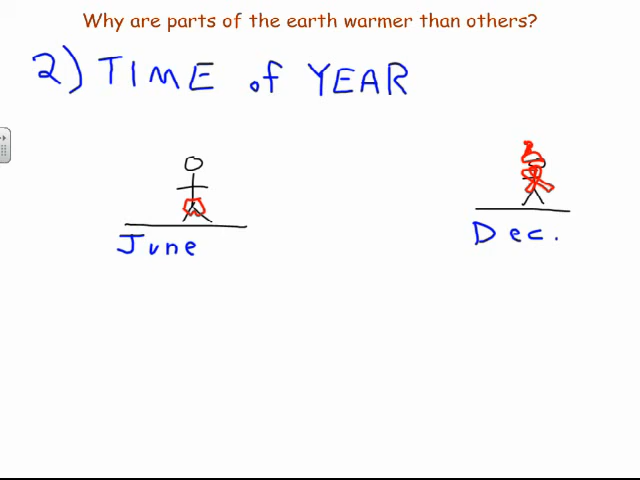 Why are parts of the earth warmer than others?
2) TIME of YEAR
June
Dec.